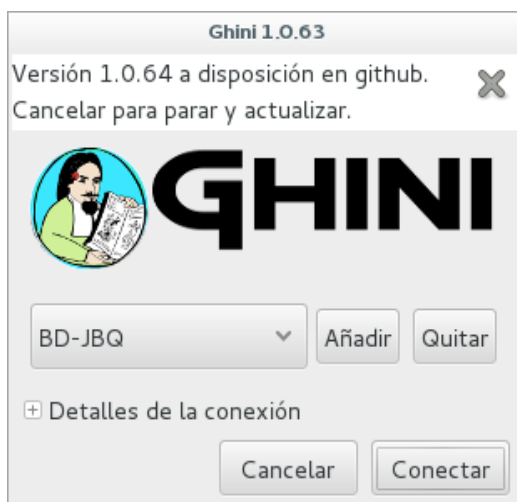 Ghini 1.0.63
Versión 1.0.64 a disposición en github.
Cancelar para parar y actualizar.
GHINI
BD-JBQ
Añadir
Quitar
Detalles de la conexión
Cancelar
Conectar